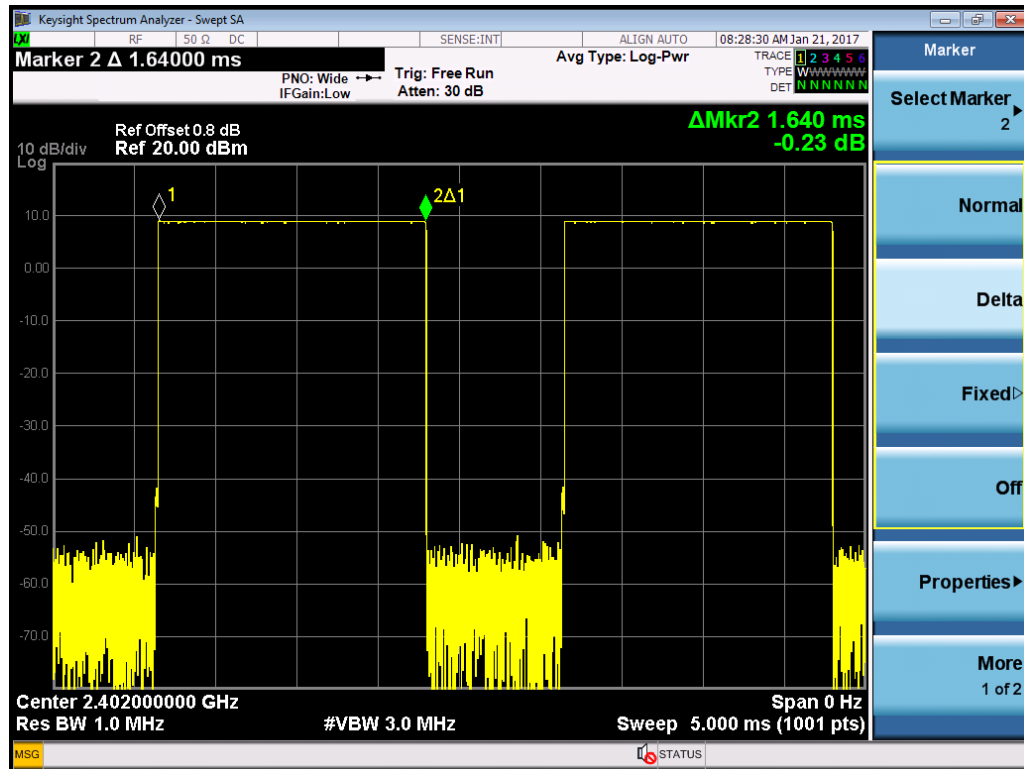 Keysight Spectrum Analyzer - Swept SA
LXI RF 50 Ω DC SENSE:INT ALIGN AUTO 08:28:30 AM Jan 21, 2017
Marker 2 Δ 1.64000 ms
PNO: Wide
IFGain:Low
Trig: Free Run
Atten: 30 dB
Avg Type: Log-Pwr
TRACE 1 2 3 4 5 6
TYPE WWWWWW
DET N N N N N N
ΔMkr2 1.640 ms
-0.23 dB
Ref Offset 0.8 dB
10 dB/div Ref 20.00 dBm
Log
1
2Δ1
10.0
0.00
-10.0
-20.0
-30.0
-40.0
-50.0
-60.0
-70.0
Center 2.402000000 GHz Span 0 Hz
Res BW 1.0 MHz #VBW 3.0 MHz Sweep 5.000 ms (1001 pts)
MSG STATUS
Marker
Select Marker
2
Normal
Delta
Fixed
Off
Properties
More
1 of 2